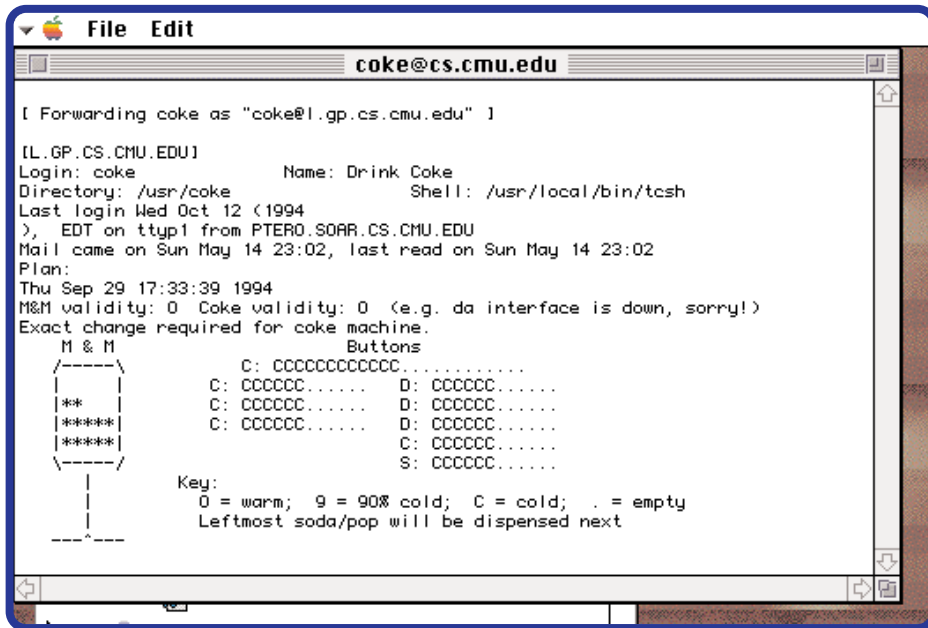 File Edit
coke@cs.cmu.edu
[ Forwarding coke as "coke@l.gp.cs.cmu.edu" ]
[L.GP.CS.CMU.EDU]
Login: coke Name: Drink Coke
Directory: /usr/coke Shell: /usr/local/bin/tcsh
Last login Wed Oct 12 (1994
), EDT on ttyp1 from PTERO.SOAR.CS.CMU.EDU
Mail came on Sun May 14 23:02, last read on Sun May 14 23:02
Plan:
Thu Sep 29 17:33:39 1994
M&M validity: 0 Coke validity: 0 (e.g. da interface is down, sorry!)
Exact change required for coke machine.
M & M Buttons
/-----\ C: CCCCCCCCCCCC............
| | C: CCCCCC...... D: CCCCCC......
|** | C: CCCCCC...... D: CCCCCC......
|*****| C: CCCCCC...... D: CCCCCC......
|*****| C: CCCCCC......
\-----/ S: CCCCCC......
| Key:
| 0 = warm; 9 = 90% cold; C = cold; . = empty
| Leftmost soda/pop will be dispensed next
---^---